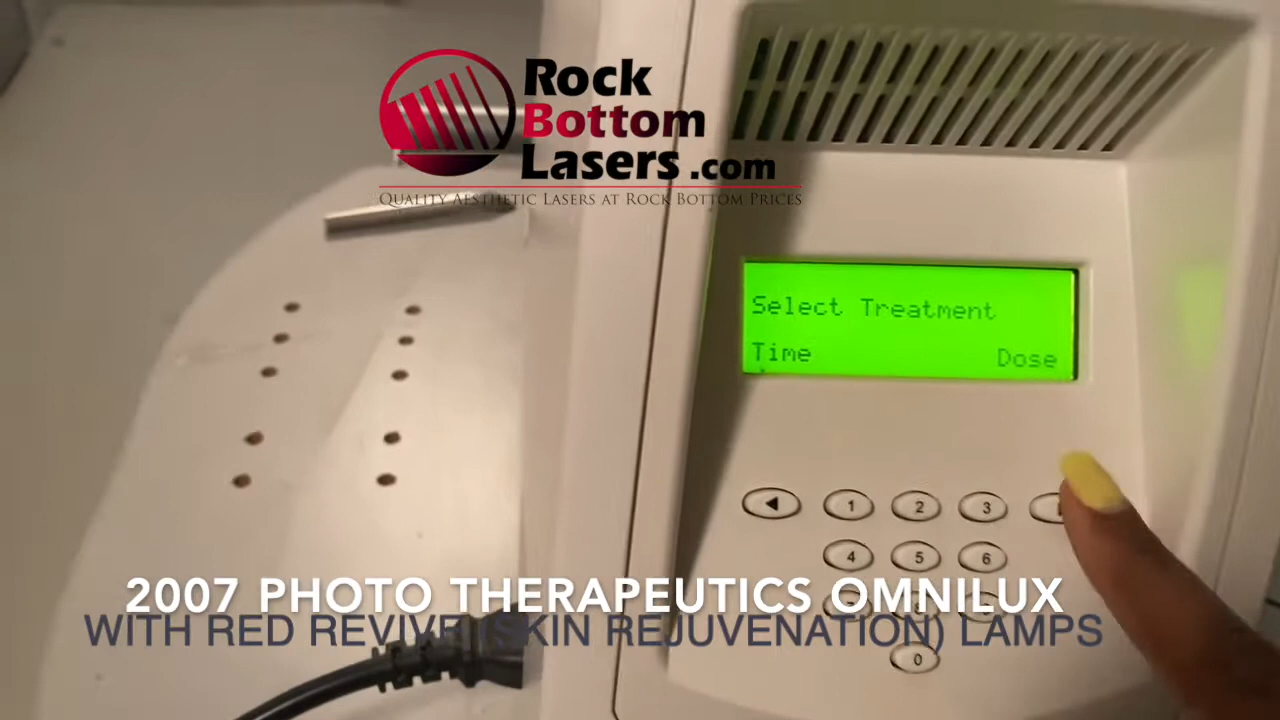 Rock
Bottom
Lasers.com
Quality Aesthetic Lasers at Rock Bottom Prices
Select Treatment
Time Dose
1 2 3
4 5 6
0
2007 PHOTO THERAPEUTICS OMNILUX
WITH RED REVIVE (SKIN REJUVENATION) LAMPS